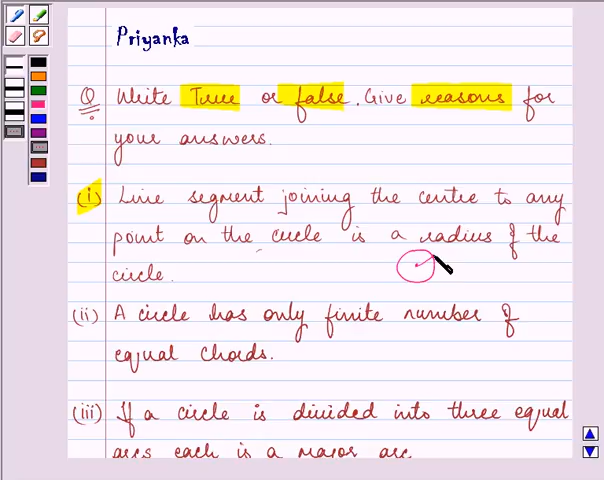 Priyanka
Q Write True or false. Give reasons for
your answers.
(i) Line segment joining the centre to any
point on the circle is a radius of the
circle.
(ii) A circle has only finite number of
equal chords.
(iii) If a circle is divided into three equal
arcs each is a major arc